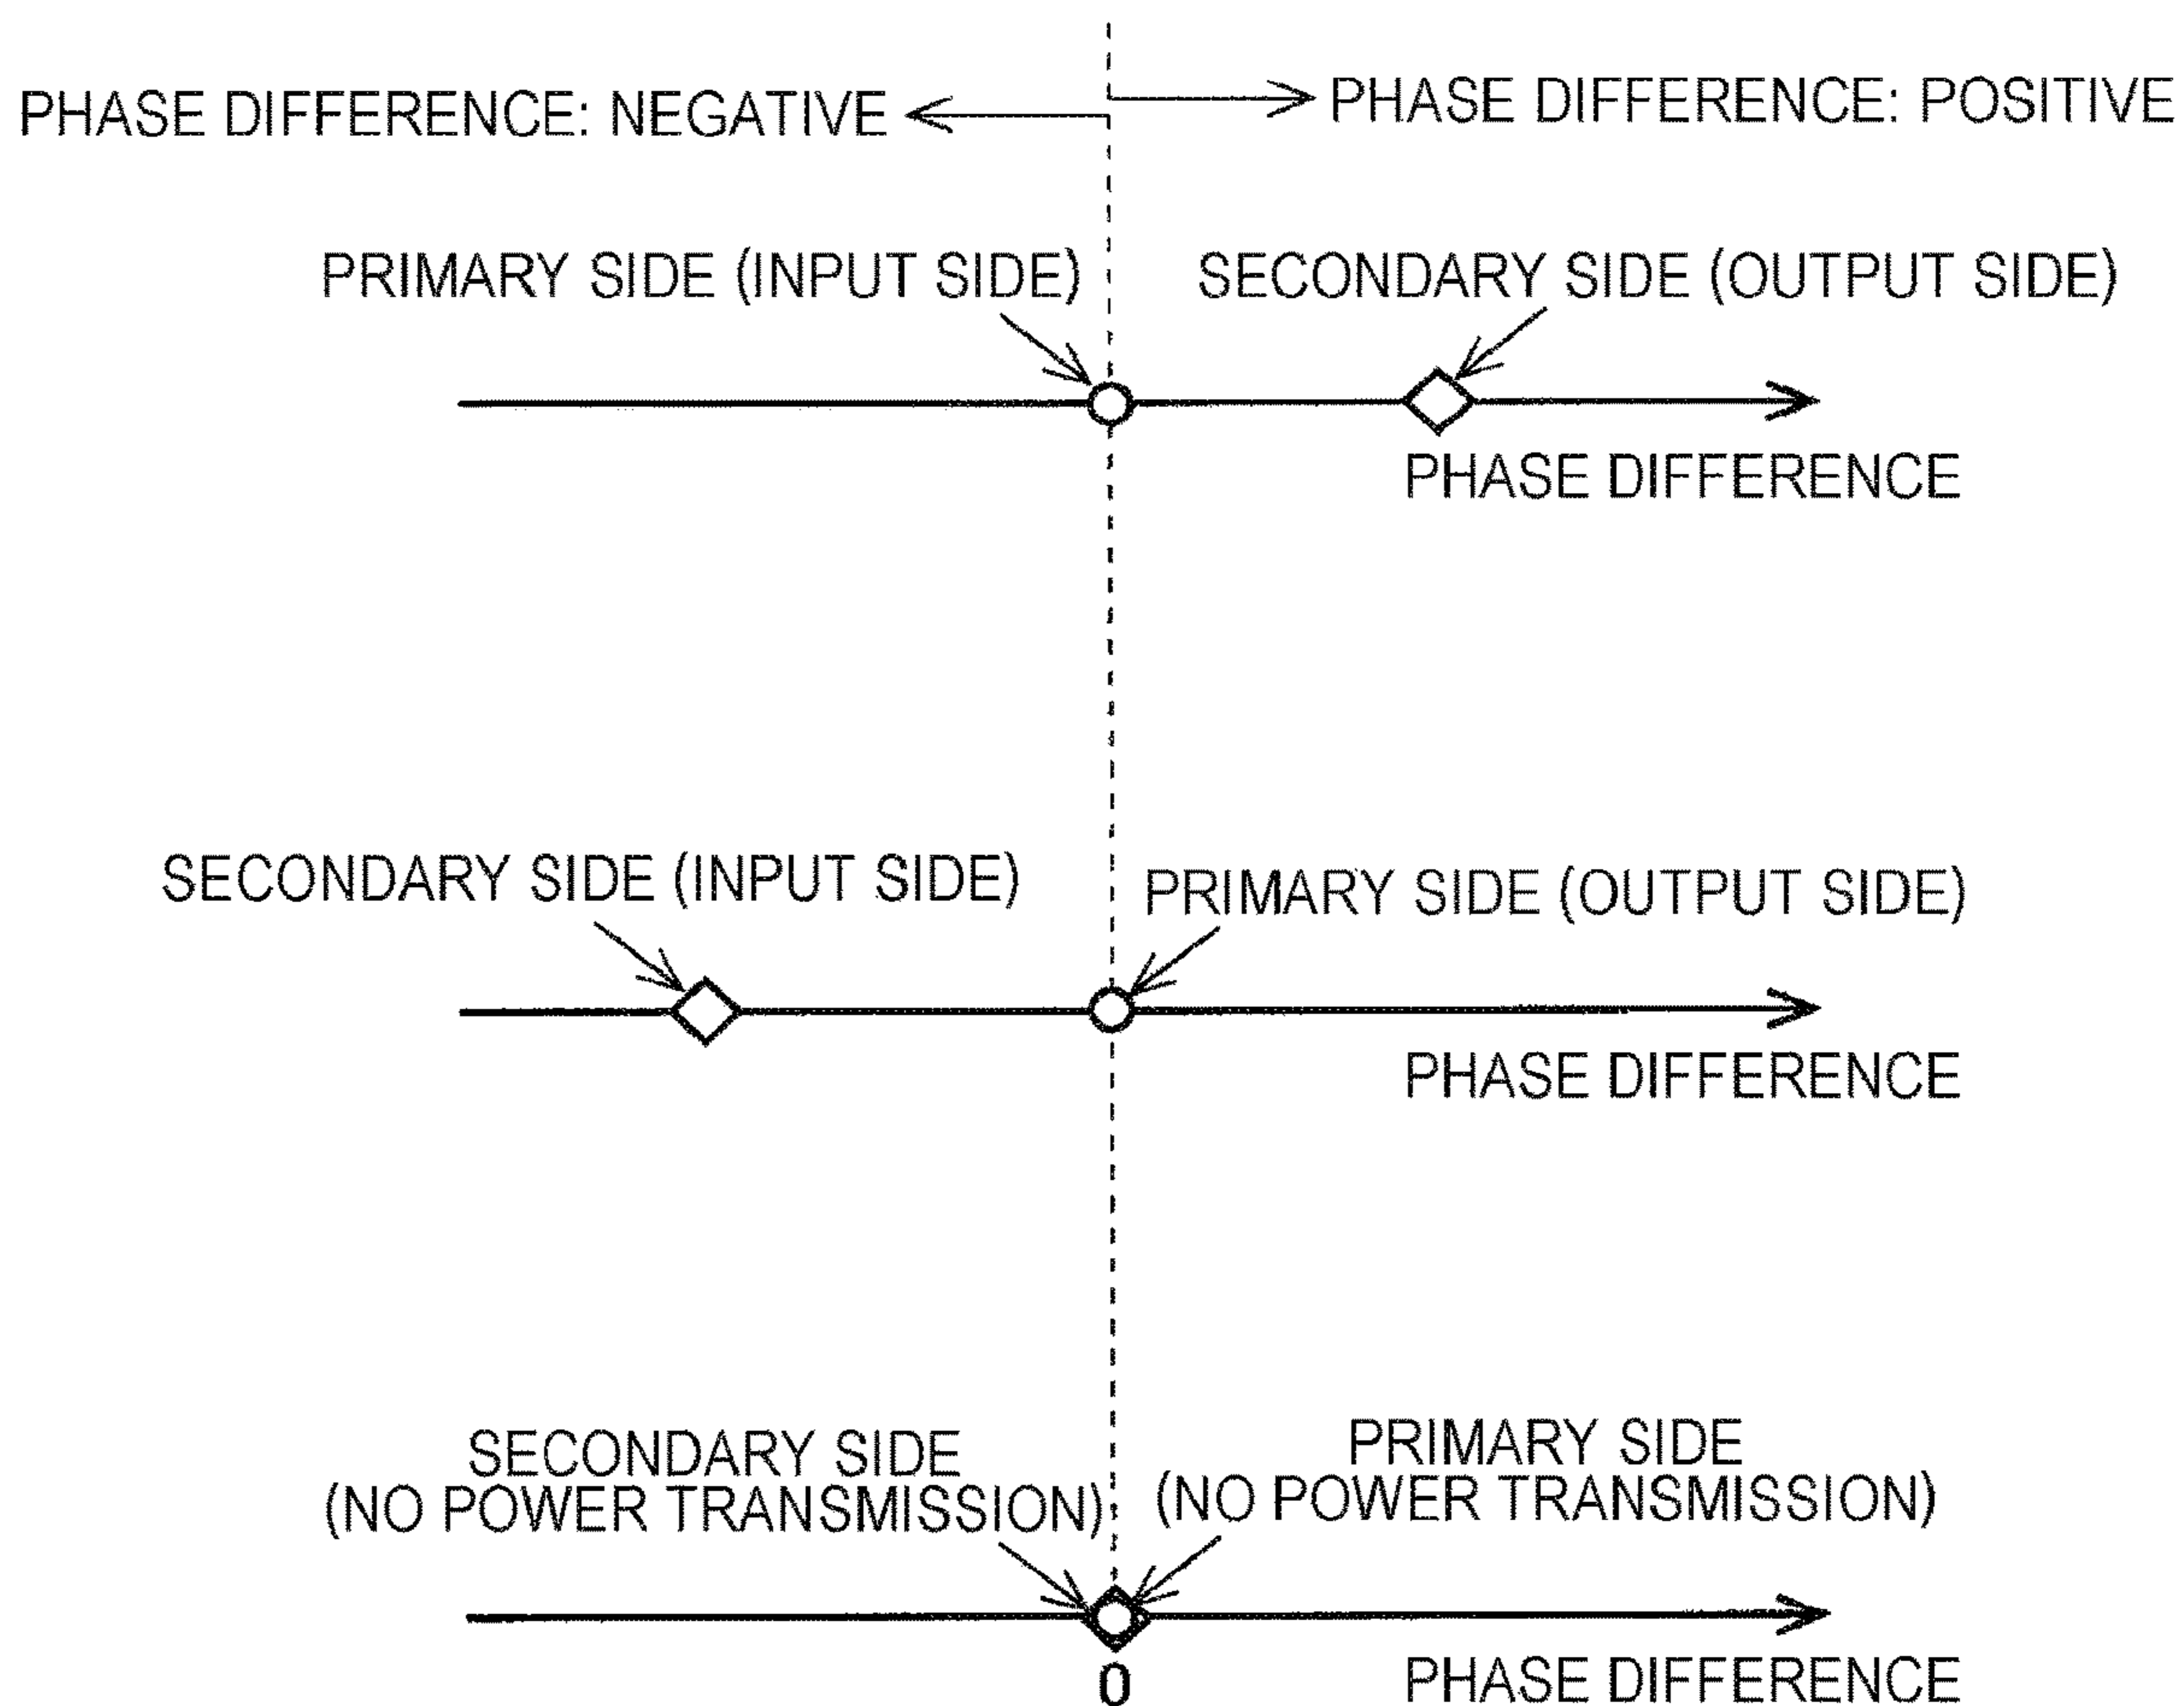 PHASE DIFFERENCE: NEGATIVE
PHASE DIFFERENCE: POSITIVE
PRIMARY SIDE (INPUT SIDE)
SECONDARY SIDE (OUTPUT SIDE)
PHASE DIFFERENCE
SECONDARY SIDE (INPUT SIDE)
PRIMARY SIDE (OUTPUT SIDE)
PHASE DIFFERENCE
SECONDARY SIDE
(NO POWER TRANSMISSION)
PRIMARY SIDE
(NO POWER TRANSMISSION)
0
PHASE DIFFERENCE